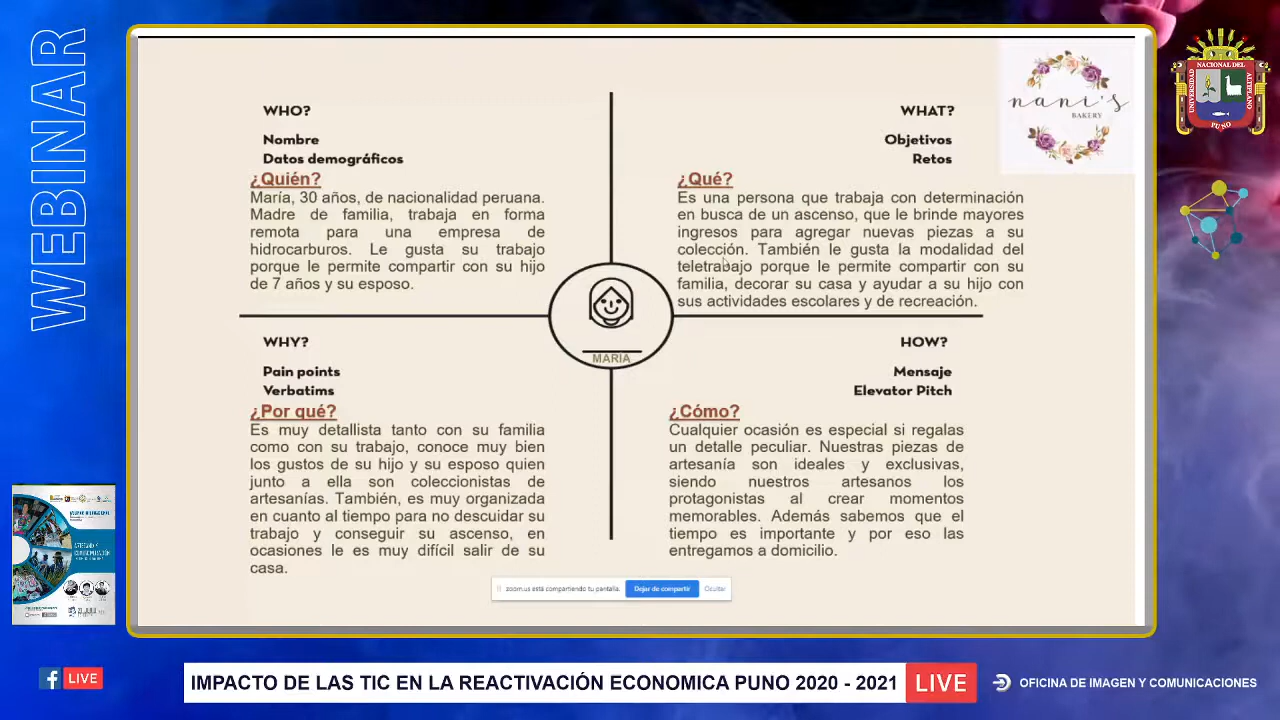 WEBINAR
WHO?
Nombre
Datos demográficos
¿Quién?
María, 30 años, de nacionalidad peruana.
Madre de familia, trabaja en forma
remota para una empresa de
hidrocarburos. Le gusta su trabajo
porque le permite compartir con su hijo
de 7 años y su esposo.
WHAT?
Objetivos
Retos
¿Qué?
Es una persona que trabaja con determinación
en busca de un ascenso, que le brinde mayores
ingresos para agregar nuevas piezas a su
colección. También le gusta la modalidad del
teletrabajo porque le permite compartir con su
familia, decorar su casa y ayudar a su hijo con
sus actividades escolares y de recreación.
nani's
BAKERY
UNIVERSIDAD
NACIONAL DEL
ALTIPLANO
PUNO
MARIA
WHY?
Pain points
Verbatims
¿Por qué?
Es muy detallista tanto con su familia
como con su trabajo, conoce muy bien
los gustos de su hijo y su esposo quien
junto a ella son coleccionistas de
artesanías. También, es muy organizada
en cuanto al tiempo para no descuidar su
trabajo y conseguir su ascenso, en
ocasiones le es muy difícil salir de su
casa.
HOW?
Mensaje
Elevator Pitch
¿Cómo?
Cualquier ocasión es especial si regalas
un detalle peculiar. Nuestras piezas de
artesanía son ideales y exclusivas,
siendo nuestros artesanos los
protagonistas al crear momentos
memorables. Además sabemos que el
tiempo es importante y por eso las
entregamos a domicilio.
zoom.us está compartiendo tu pantalla.
Dejar de compartir
Ocultar
f LIVE
IMPACTO DE LAS TIC EN LA REACTIVACIÓN ECONOMICA PUNO 2020 - 2021
LIVE
OFICINA DE IMAGEN Y COMUNICACIONES